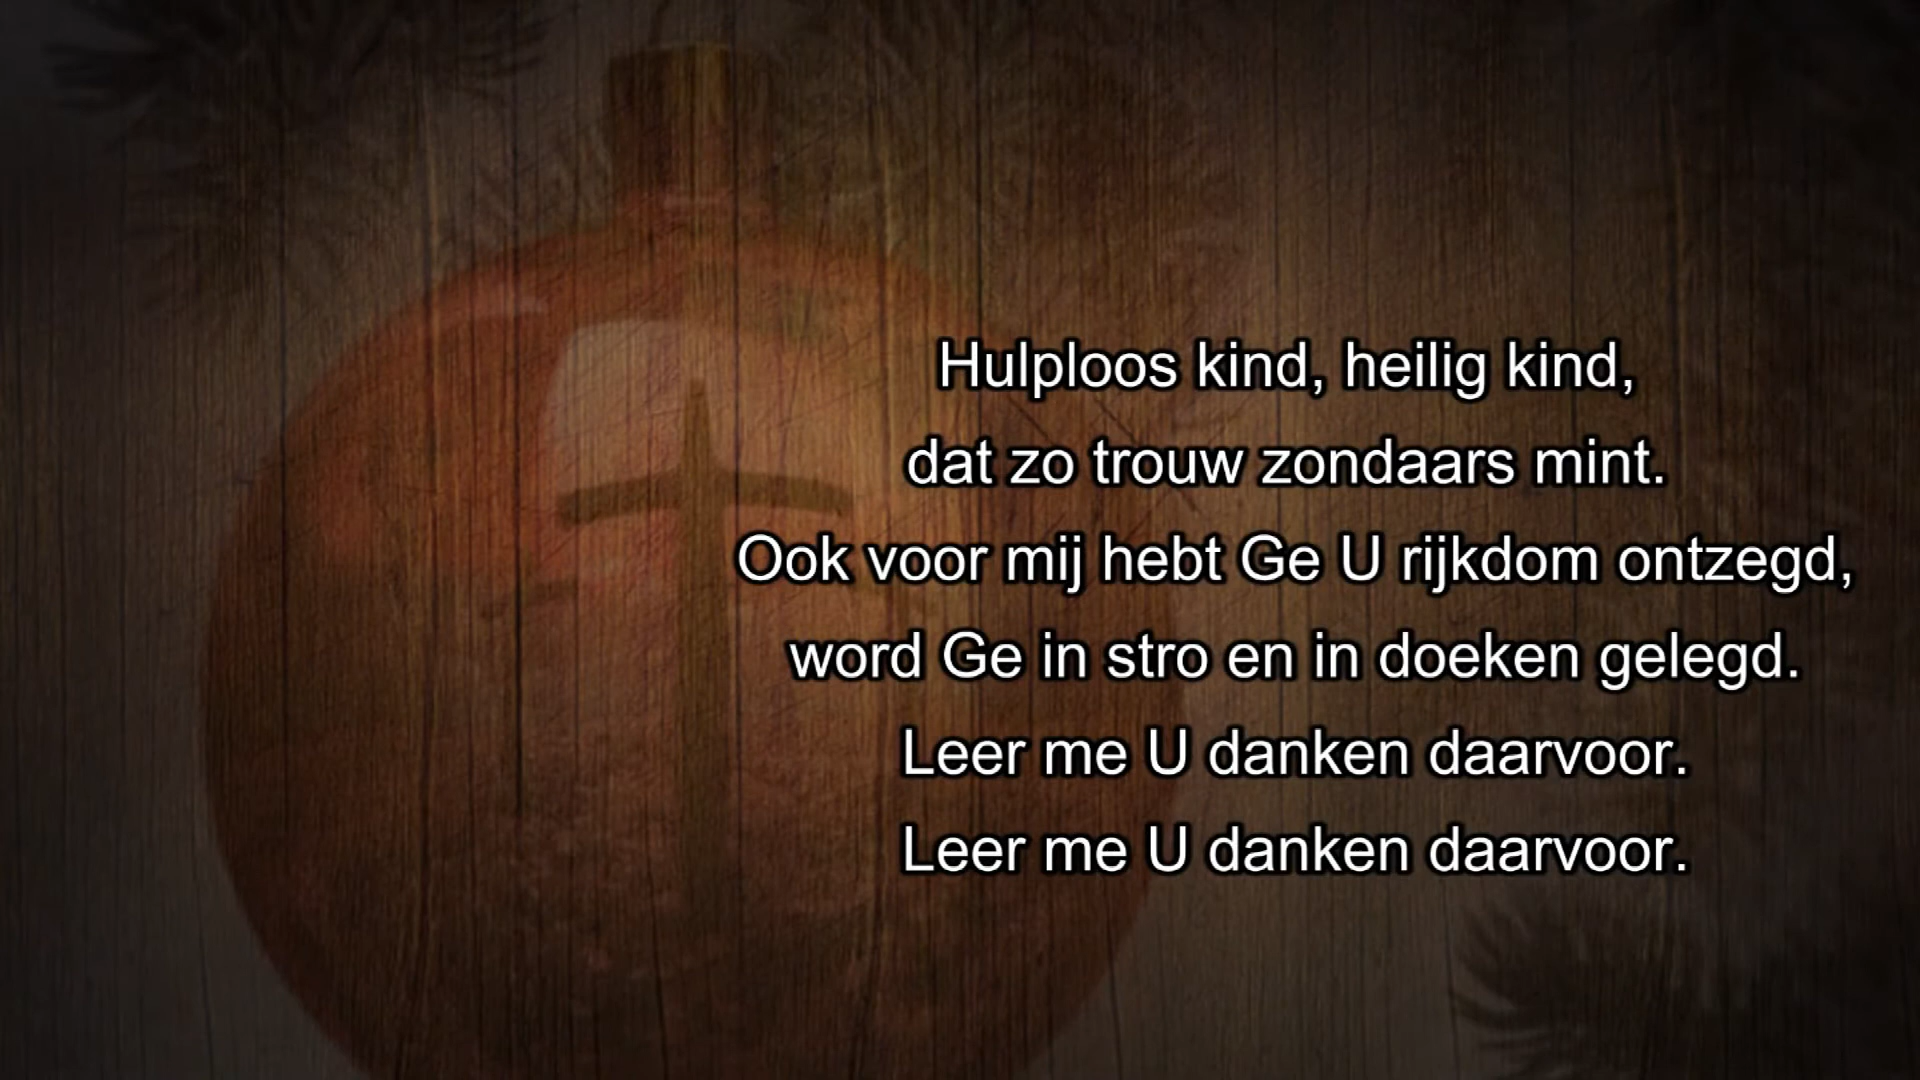 Hulploos kind, heilig kind,
dat zo trouw zondaars mint.
Ook voor mij hebt Ge U rijkdom ontzegd,
word Ge in stro en in doeken gelegd.
Leer me U danken daarvoor.
Leer me U danken daarvoor.